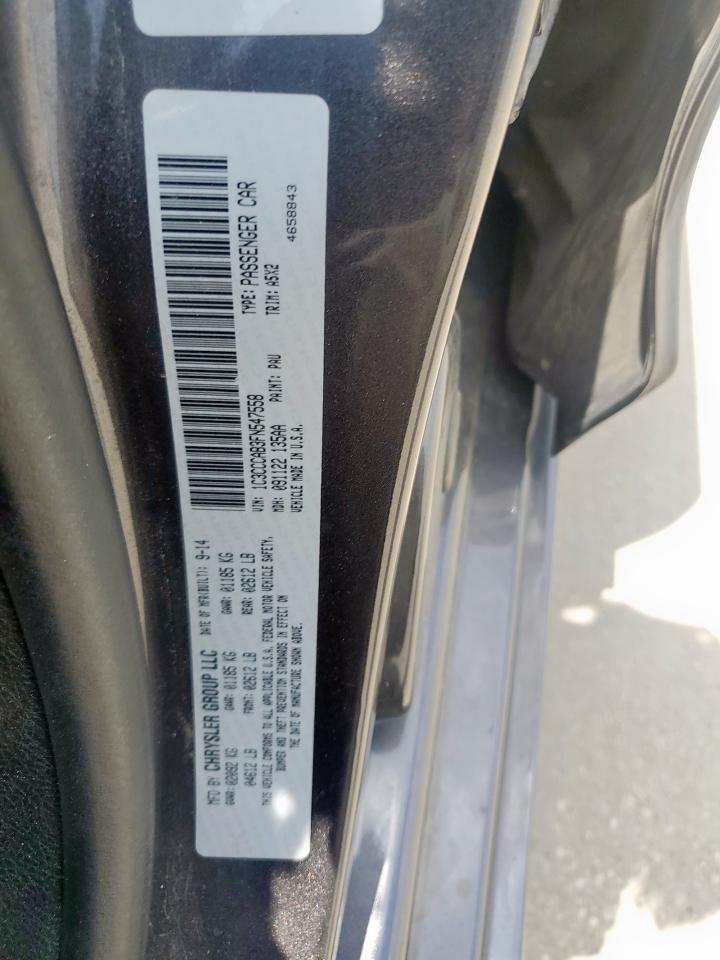 MFD BY CHRYSLER GROUP LLC DATE OF MFR(BUILT): 9-14
GVWR: 02092 KG GAWR: 01185 KG GAWR: 01185 KG
04612 LB FRONT: 02612 LB REAR: 02612 LB
THIS VEHICLE CONFORMS TO ALL APPLICABLE U.S.A. FEDERAL MOTOR VEHICLE SAFETY,
BUMPER AND THEFT PREVENTION STANDARDS IN EFFECT ON
THE DATE OF MANUFACTURE SHOWN ABOVE.
VIN: 1C3CCCAB3FN547558 TYPE: PASSENGER CAR
MDH: 091122 135AA PAINT: PAU TRIM: A5X2
VEHICLE MADE IN U.S.A. 4658843